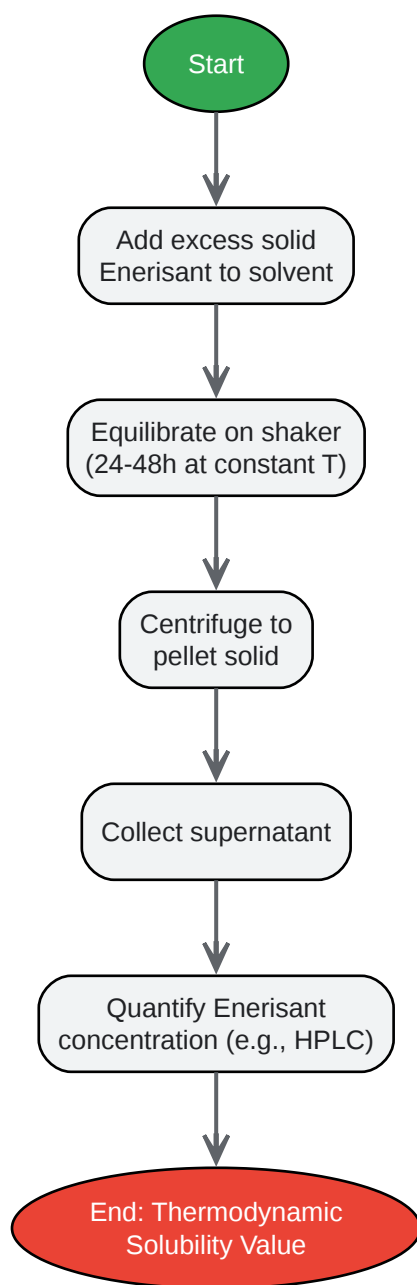 Start
Add excess solid
Enerisant to solvent
Equilibrate on shaker
(24-48h at constant T)
Centrifuge to
pellet solid
Collect supernatant
Quantify Enerisant
concentration (e.g., HPLC)
End: Thermodynamic
Solubility Value